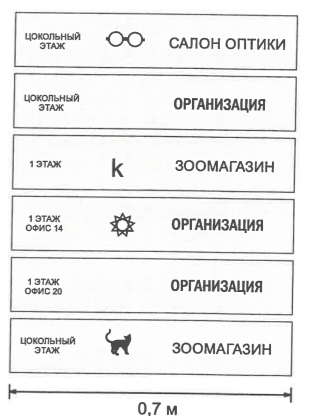 ЦОКОЛЬНЫЙ
ЭТАЖ
САЛОН ОПТИКИ
ЦОКОЛЬНЫЙ
ЭТАЖ
ОРГАНИЗАЦИЯ
1 ЭТАЖ
k
ЗООМАГАЗИН
1 ЭТАЖ
ОФИС 14
ОРГАНИЗАЦИЯ
1 ЭТАЖ
ОФИС 20
ОРГАНИЗАЦИЯ
ЦОКОЛЬНЫЙ
ЭТАЖ
ЗООМАГАЗИН
0,7 м